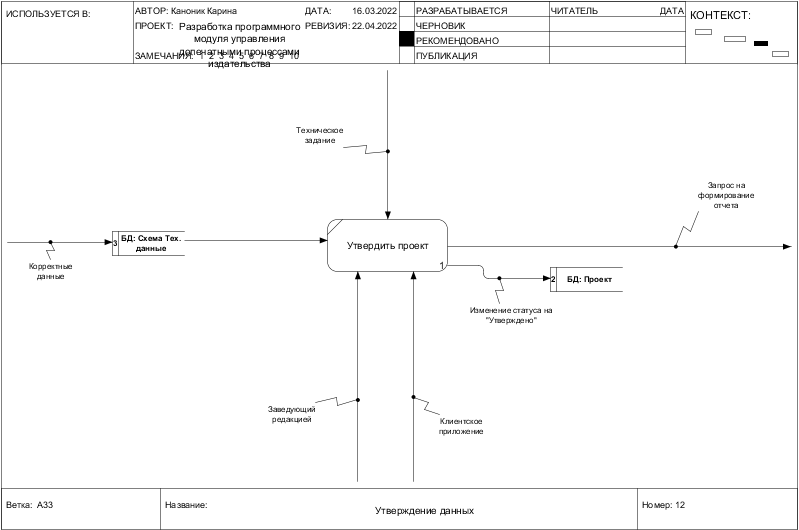 ИСПОЛЬЗУЕТСЯ В:
АВТОР: Каноник Карина
ДАТА: 16.03.2022
ПРОЕКТ: Разработка программного
модуля управления
допечатными процессами
издательства
РЕВИЗИЯ: 22.04.2022
ЗАМЕЧАНИЯ: 1 2 3 4 5 6 7 8 9 10
РАЗРАБАТЫВАЕТСЯ
ЧЕРНОВИК
РЕКОМЕНДОВАНО
ПУБЛИКАЦИЯ
ЧИТАТЕЛЬ ДАТА
КОНТЕКСТ:
Техническое
задание
Запрос на
формирование
отчета
3 БД: Схема Тех.
данные
Утвердить проект
1
Корректные
данные
2 БД: Проект
Изменение статуса на
"Утверждено"
Заведующий
редакцией
Клиентское
приложение
Ветка: А33
Название: Утверждение данных
Номер: 12